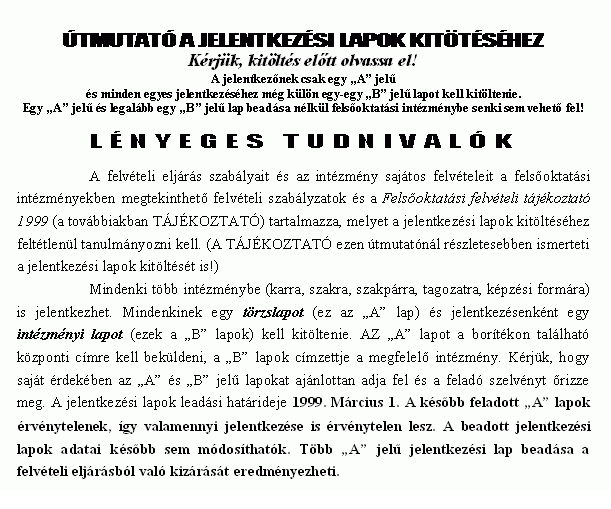 ÚTMUTATÓ A JELENTKEZÉSI LAPOK KITÖTÉSÉHEZ
Kérjük, kitöltés előtt olvassa el!
A jelentkezőnek csak egy „A” jelű
és minden egyes jelentkezéséhez még külön egy-egy „B” jelű lapot kell kitöltenie.
Egy „A” jelű és legalább egy „B” jelű lap beadása nélkül felsőoktatási intézménybe senki sem vehető fel!
LÉNYEGES TUDNIVALÓK
A felvételi eljárás szabályait és az intézmény sajátos felvételeit a felsőoktatási
intézményekben megtekinthető felvételi szabályzatok és a Felsőoktatási felvételi tájékoztató
1999 (a továbbiakban TÁJÉKOZTATÓ) tartalmazza, melyet a jelentkezési lapok kitöltéséhez
feltétlenül tanulmányozni kell. (A TÁJÉKOZTATÓ ezen útmutatónál részletesebben ismerteti
a jelentkezési lapok kitöltését is!)
Mindenki több intézménybe (karra, szakra, szakpárra, tagozatra, képzési formára)
is jelentkezhet. Mindenkinek egy törzslapot (ez az „A” lap) és jelentkezésenként egy
intézményi lapot (ezek a „B” lapok) kell kitöltenie. AZ „A” lapot a borítékon található
központi címre kell beküldeni, a „B” lapok címzettje a megfelelő intézmény. Kérjük, hogy
saját érdekében az „A” és „B” jelű lapokat ajánlottan adja fel és a feladó szelvényt őrizze
meg. A jelentkezési lapok leadási határideje 1999. Március 1. A később feladott „A” lapok
érvénytelenek, így valamennyi jelentkezése is érvénytelen lesz. A beadott jelentkezési
lapok adatai később sem módosíthatók. Több „A” jelű jelentkezési lap beadása a
felvételi eljárásból való kizárását eredményezheti.